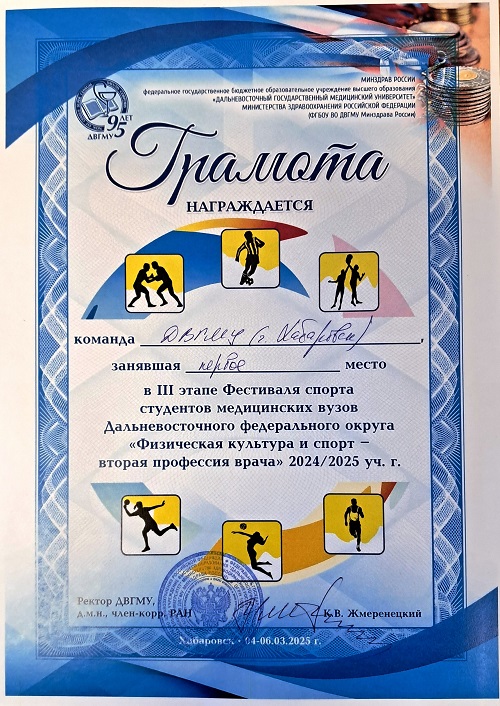 МИНЗДРАВ РОССИИ
федеральное государственное бюджетное образовательное учреждение высшего образования
«ДАЛЬНЕВОСТОЧНЫЙ ГОСУДАРСТВЕННЫЙ МЕДИЦИНСКИЙ УНИВЕРСИТЕТ»
МИНИСТЕРСТВА ЗДРАВООХРАНЕНИЯ РОССИЙСКОЙ ФЕДЕРАЦИИ
(ФГБОУ ВО ДВГМУ Минздрава России)
95 ЛЕТ
ДВГМУ
Грамота
НАГРАЖДАЕТСЯ
команда ДВГМУ (г. Хабаровск),
занявшая первое место
в III этапе Фестиваля спорта
студентов медицинских вузов
Дальневосточного федерального округа
«Физическая культура и спорт –
вторая профессия врача» 2024/2025 уч. г.
Ректор ДВГМУ,
д.м.н., член-корр. РАН К.В. Жмеренецкий
Хабаровск · 04-06.03.2025 г.